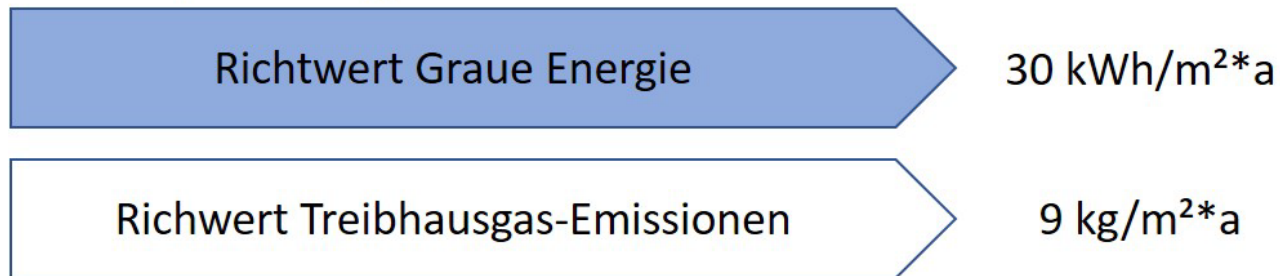 Richtwert Graue Energie 30 kWh/m²*a
Richwert Treibhausgas-Emissionen 9 kg/m²*a